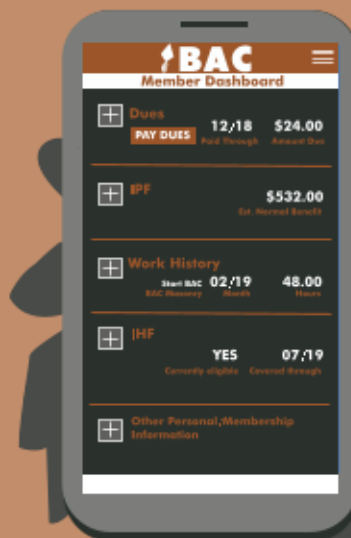 BAC
Member Dashboard
Dues
PAY DUES 12/18 $24.00
Paid Through Amount Due
IPF
$532.00
Est. Normal Benefit
Work History
Start BAC 02/19 48.00
BAC Masonry Month Hours
IHF
YES 07/19
Currently eligible Covered through
Other Personal/Membership
Information